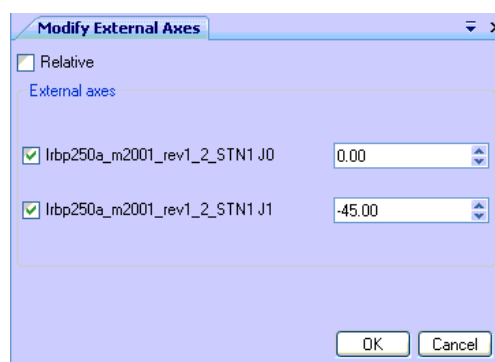 Modify External Axes
Relative
External axes
Irbp250a_m2001_rev1_2_STN1 J0 0.00
Irbp250a_m2001_rev1_2_STN1 J1 -45.00
OK Cancel